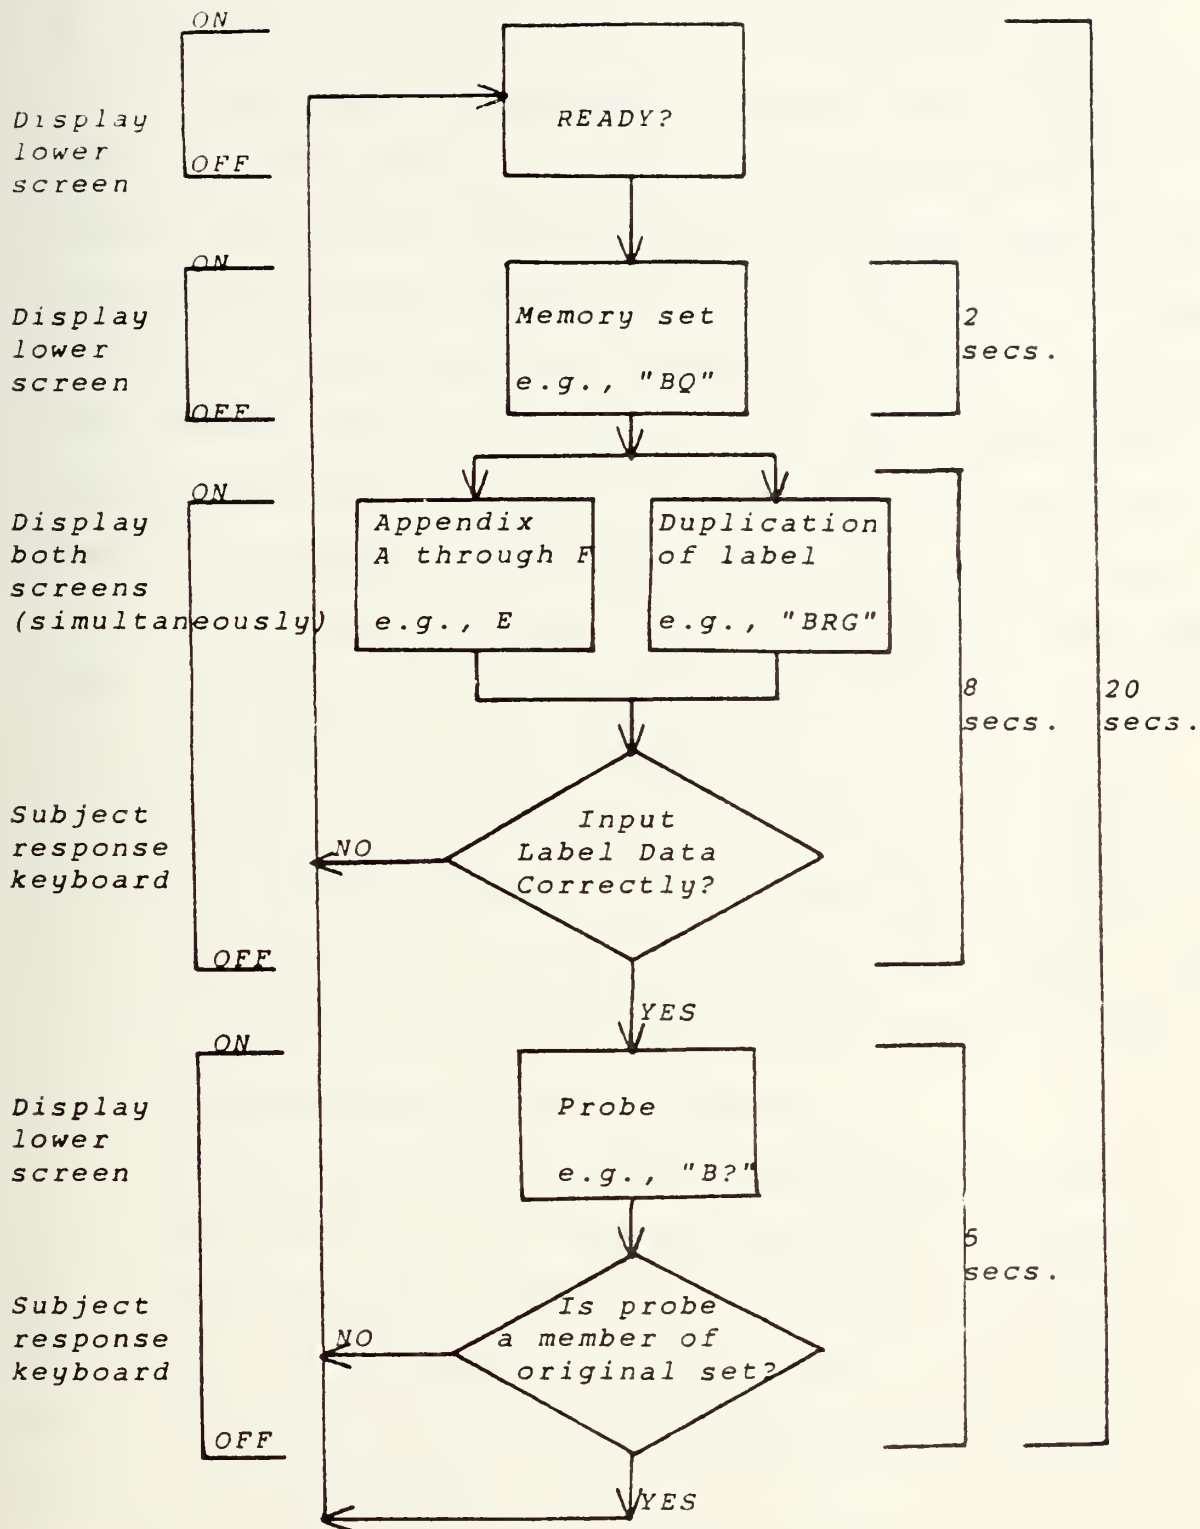 ON
Display
lower
screen
OFF
READY?
ON
Display
lower
screen
OFF
Memory set
e.g., "BQ"
2
secs.
ON
Display
both
screens
(simultaneously)
Appendix
A through F
e.g., E
Duplication
of label
e.g., "BRG"
8
secs.
20
secs.
Subject
response
keyboard
NO
Input
Label Data
Correctly?
OFF
YES
ON
Display
lower
screen
Probe
e.g., "B?"
5
secs.
Subject
response
keyboard
NO
Is probe
a member of
original set?
OFF
YES